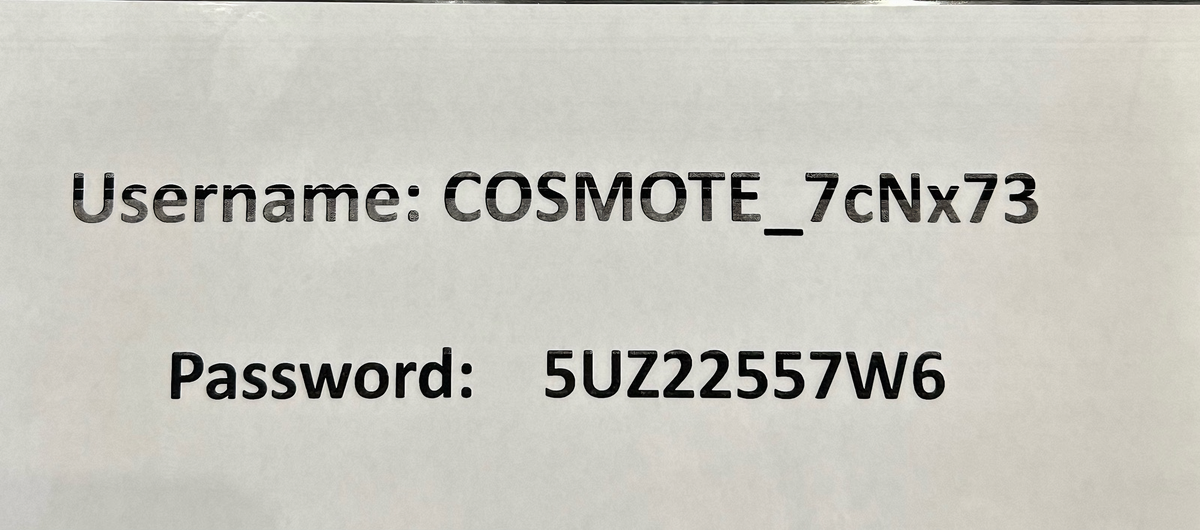 Username: COSMOTE_7cNx73
Password: 5UZ22557W6